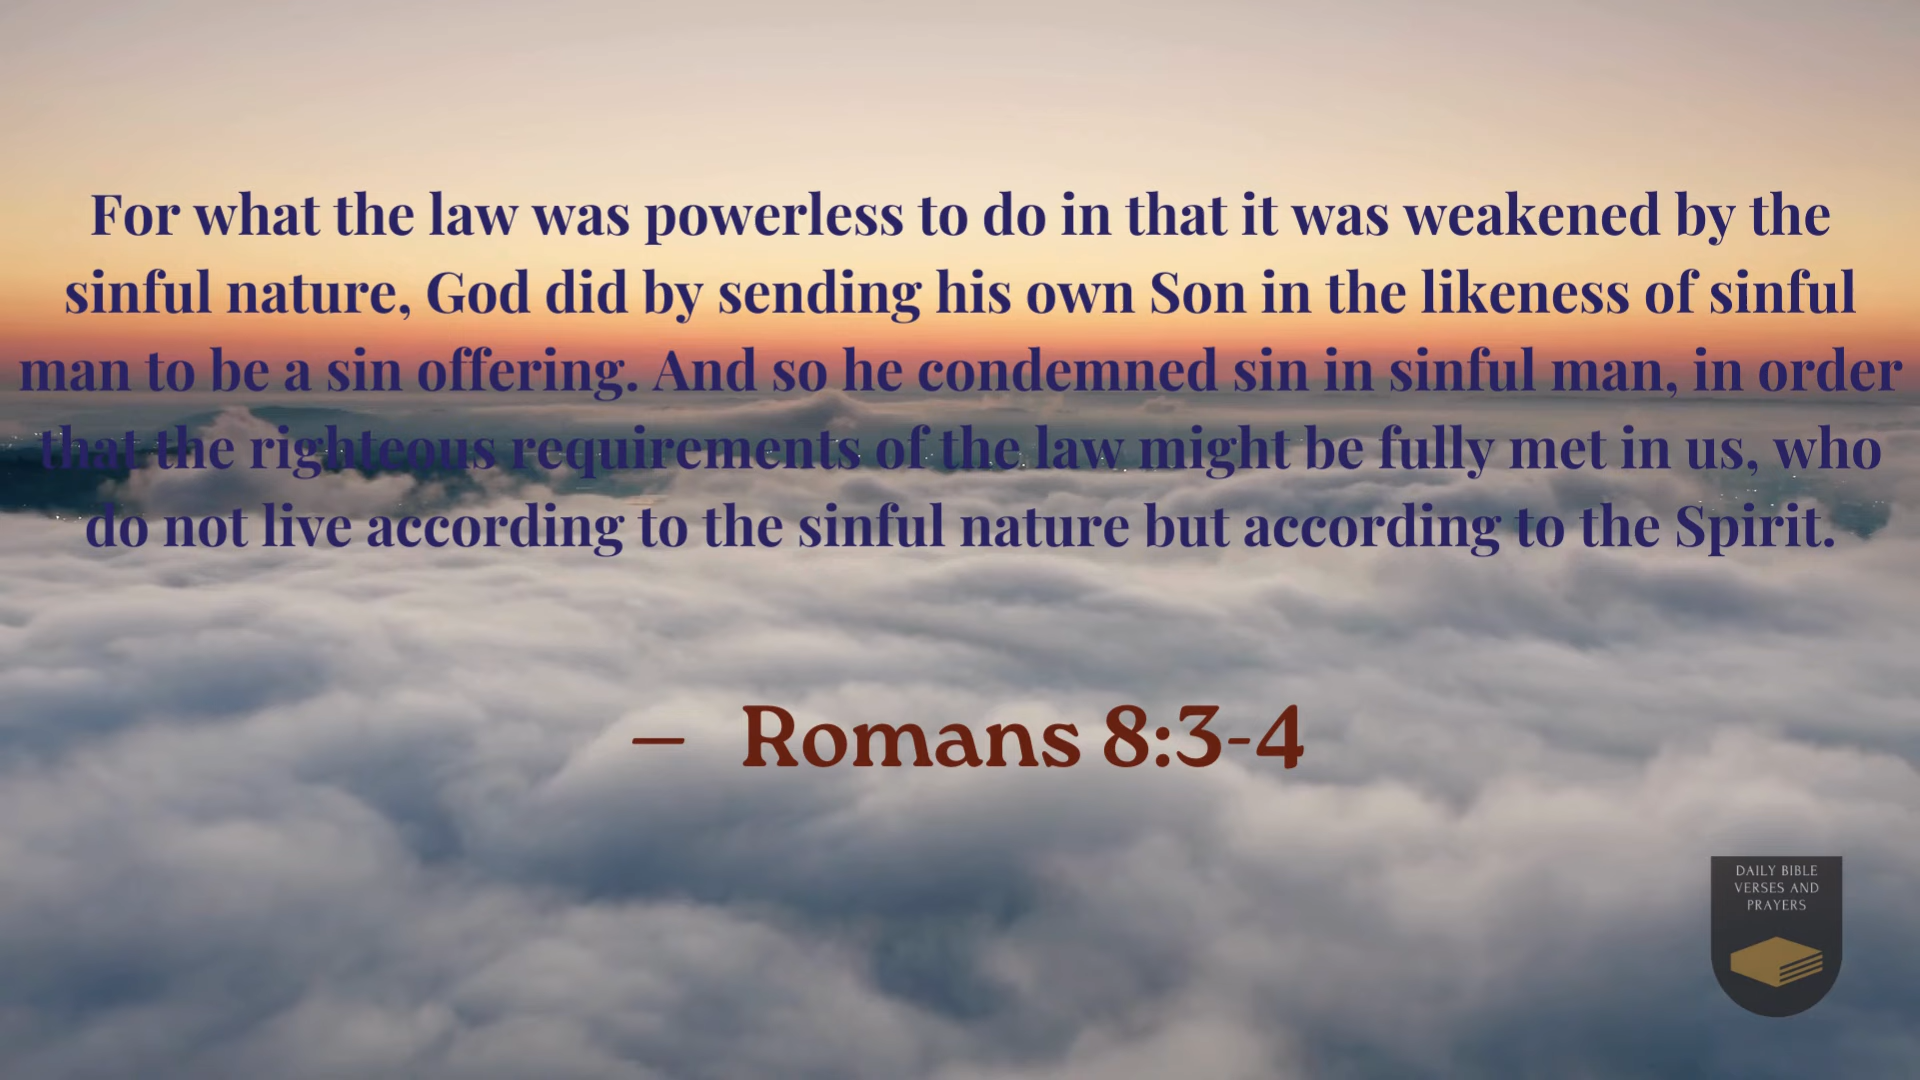 For what the law was powerless to do in that it was weakened by the
sinful nature, God did by sending his own Son in the likeness of sinful
man to be a sin offering. And so he condemned sin in sinful man, in order
that the righteous requirements of the law might be fully met in us, who
do not live according to the sinful nature but according to the Spirit.
– Romans 8:3-4
DAILY BIBLE
VERSES AND
PRAYERS